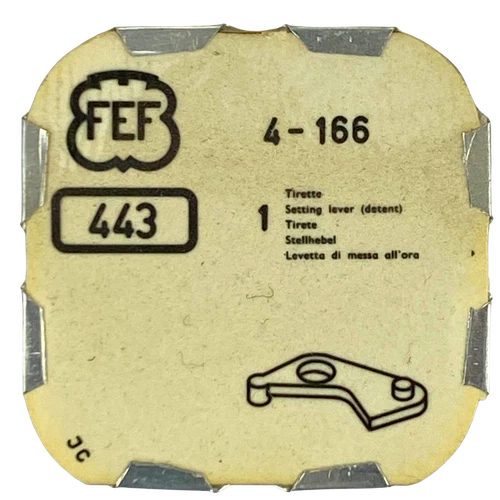 FEF
4-166
443
1
Tirette
Setting lever (detent)
Tirete
Stellhebel
Levetta di messa all'ora
JC